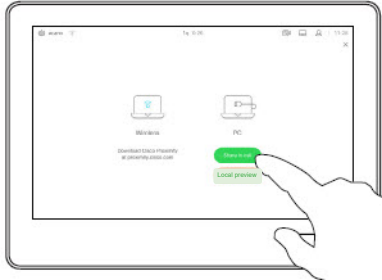 Wireless
PC
Download Cisco Proximity
at proximity.cisco.com
Share in call
Local preview